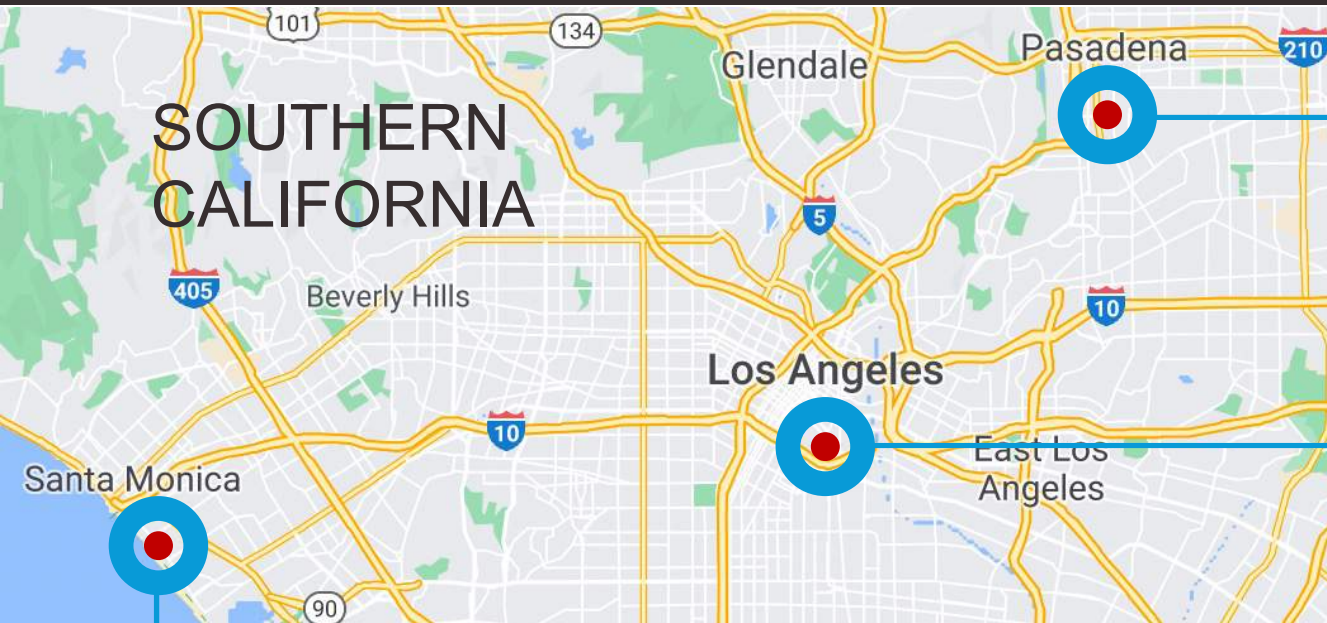 101
134
Glendale
Pasadena
210
SOUTHERN
CALIFORNIA
5
405
Beverly Hills
10
Los Angeles
10
East Los
Angeles
Santa Monica
90